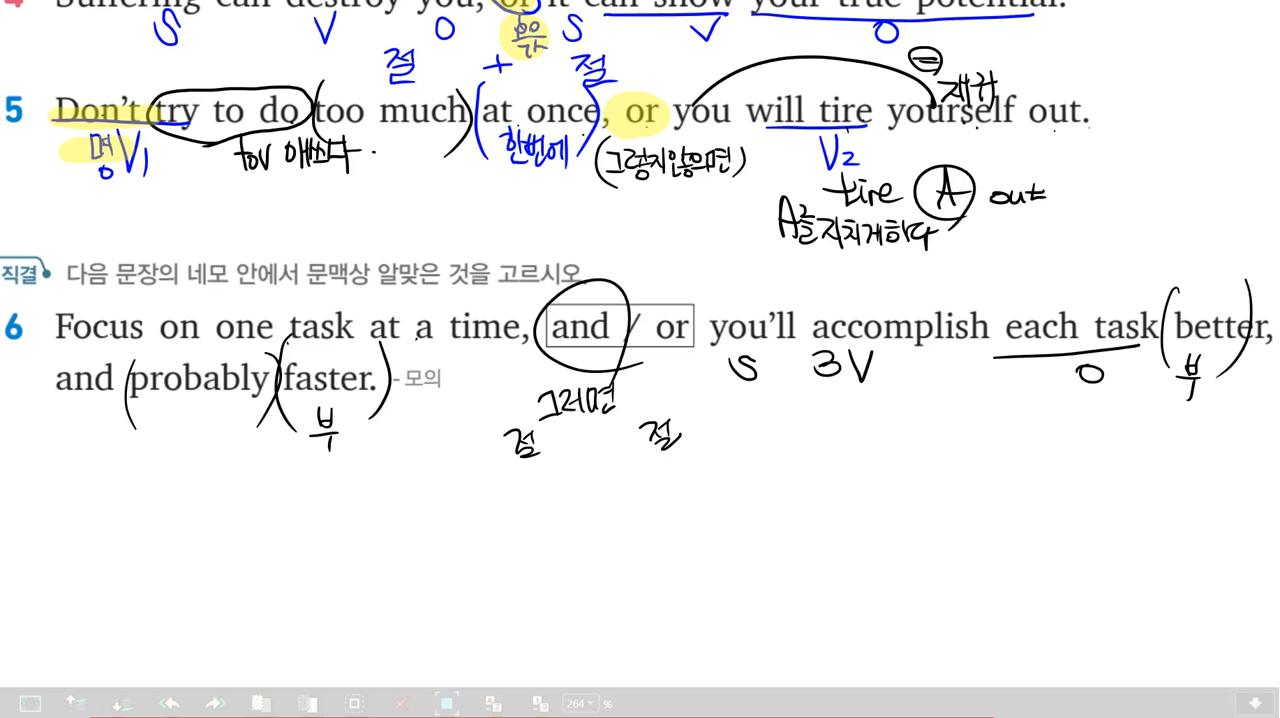 4 Suffering can destroy you, or it can show your true potential.
S V O 등위 S V O
절 + 절
= 재귀
5 Don't try to do too much at once, or you will tire yourself out.
명 V1 tov 애쓰다. 한번에 (그렇지않으면) V2
tire A out
A를 지치게하다
직결 다음 문장의 네모 안에서 문맥상 알맞은 것을 고르시오.
6 Focus on one task at a time, and / or you'll accomplish each task better,
S 3V O 부
and probably faster. - 모의
부 그러면
절 절
264 %